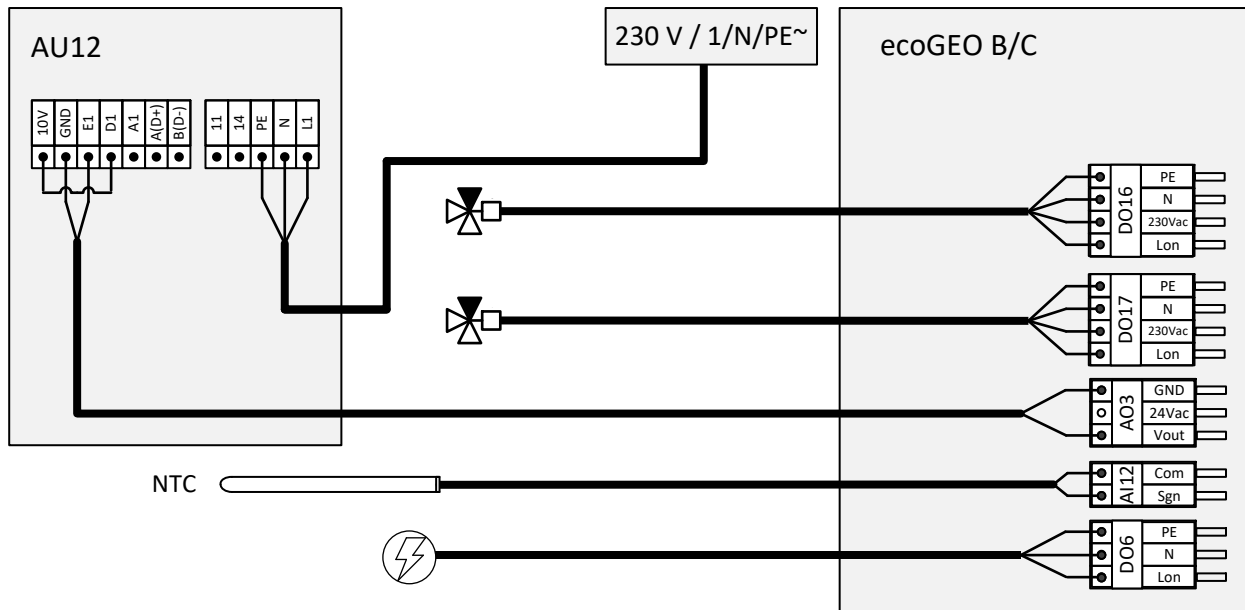 AU12
230 V / 1/N/PE~
ecoGEO B/C
10V
GND
E1
D1
A1
A(D+)
B(D-)
11
14
PE
N
L1
DO16
PE
N
230Vac
Lon
DO17
PE
N
230Vac
Lon
AO3
GND
24Vac
Vout
NTC
AI12
Com
Sgn
DO6
PE
N
Lon